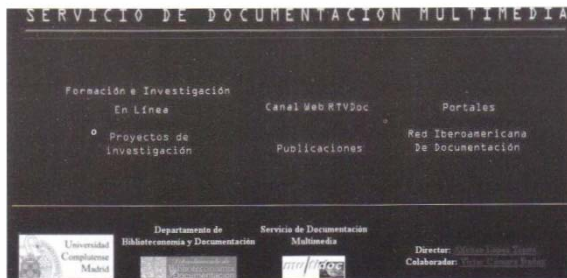 SERVICIO DE DOCUMENTACION MULTIMEDIA
Formación e Investigación
En Línea
Proyectos de
investigación
Canal Web RTVDoc
Publicaciones
Portales
Red Iberoamericana
De Documentación
Universidad
Complutense
Madrid
Departamento de
Biblioteconomía y Documentación
Servicio de Documentación
Multimedia
multidoc
Director:
Colaborador: